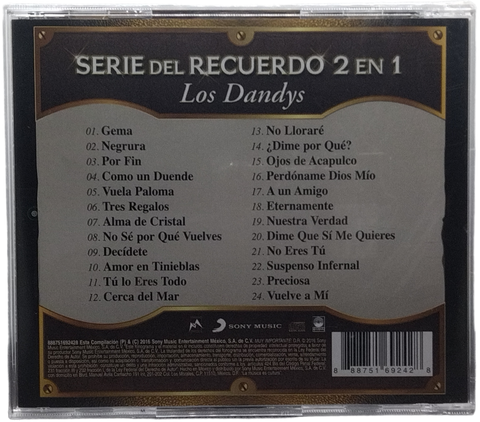 SERIE DEL RECUERDO 2 EN 1
Los Dandys
01. Gema
02. Negrura
03. Por Fin
04. Como un Duende
05. Vuela Paloma
06. Tres Regalos
07. Alma de Cristal
08. No Sé por Qué Vuelves
09. Decídete
10. Amor en Tinieblas
11. Tú lo Eres Todo
12. Cerca del Mar
13. No Lloraré
14. ¿Dime por Qué?
15. Ojos de Acapulco
16. Perdóname Dios Mío
17. A un Amigo
18. Eternamente
19. Nuestra Verdad
20. Dime Que Sí Me Quieres
21. No Eres Tú
22. Suspenso Infernal
23. Preciosa
24. Vuelve a Mí
SONY MUSIC
8 88751 69242 8